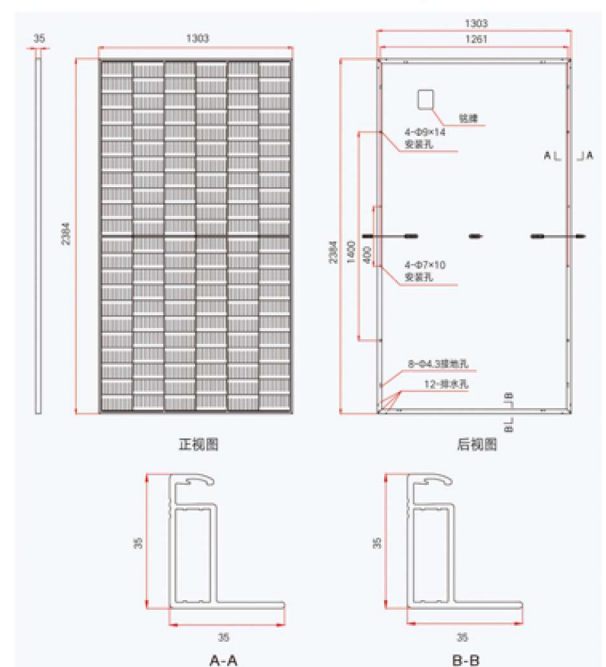 35
1303
2384
正视图
1303
1261
铭牌
4-Φ9×14
安装孔
A
A
2384
1400
400
4-Φ7×10
安装孔
8-Φ4.3接地孔
12-排水孔
B
B
后视图
35
35
A-A
35
35
B-B